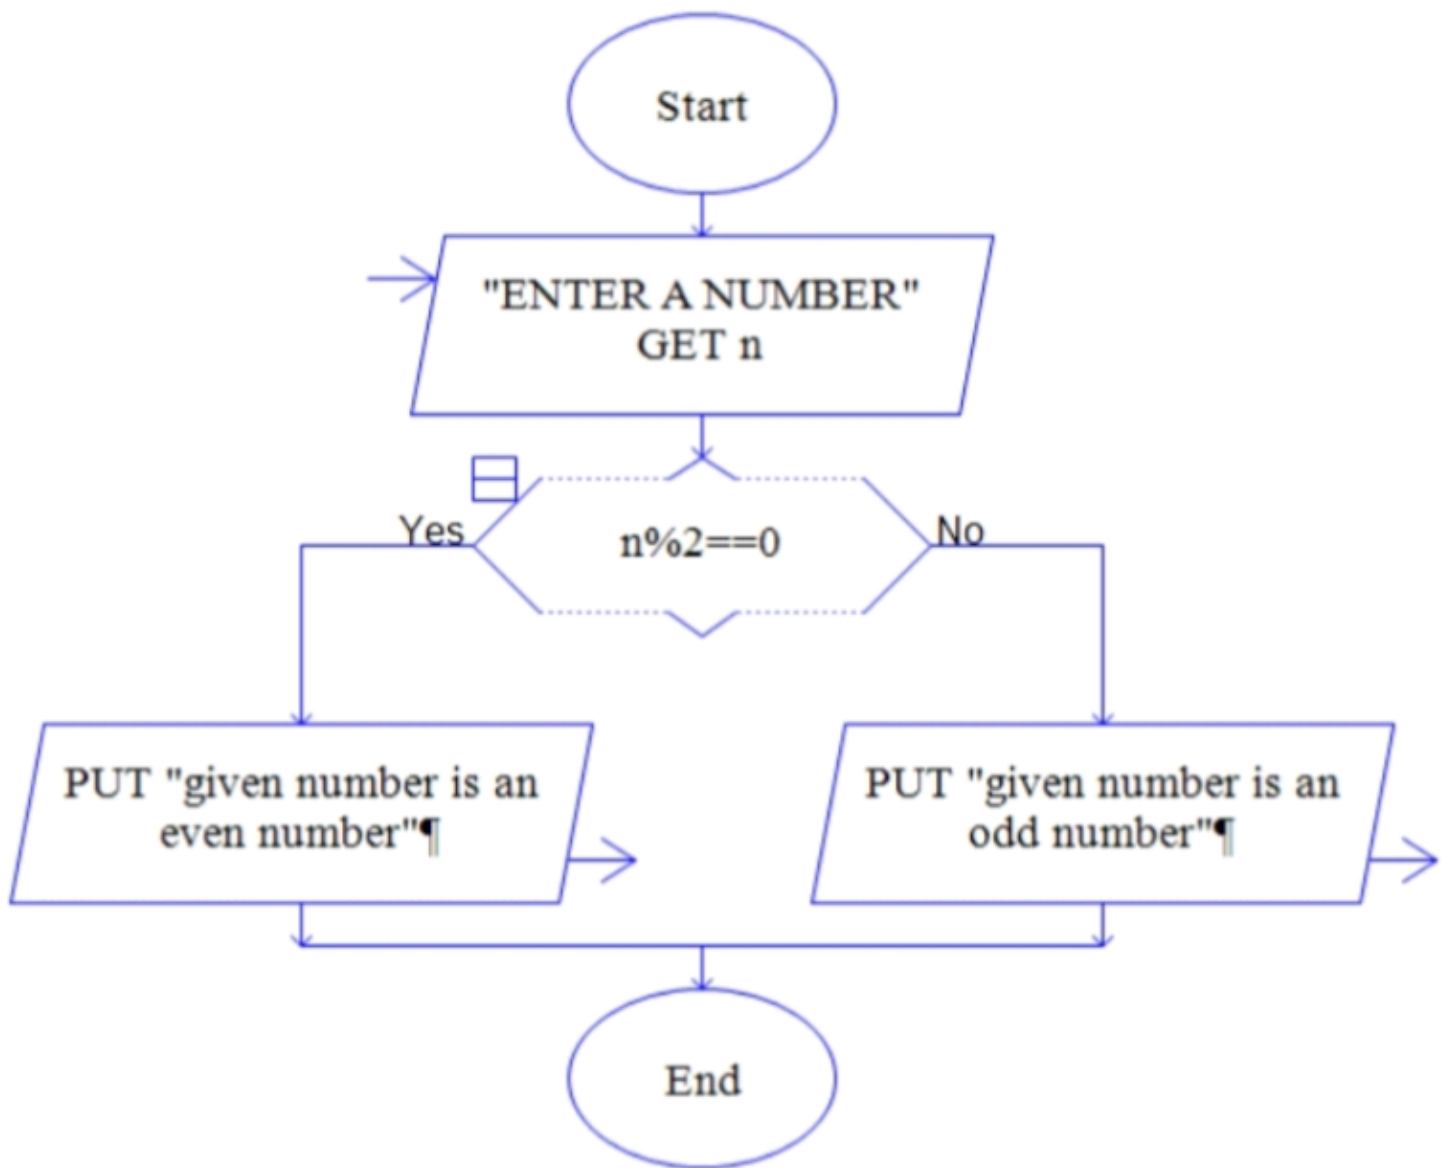 Start
"ENTER A NUMBER"
GET n
Yes
n%2==0
No
PUT "given number is an
even number"¶
PUT "given number is an
odd number"¶
End